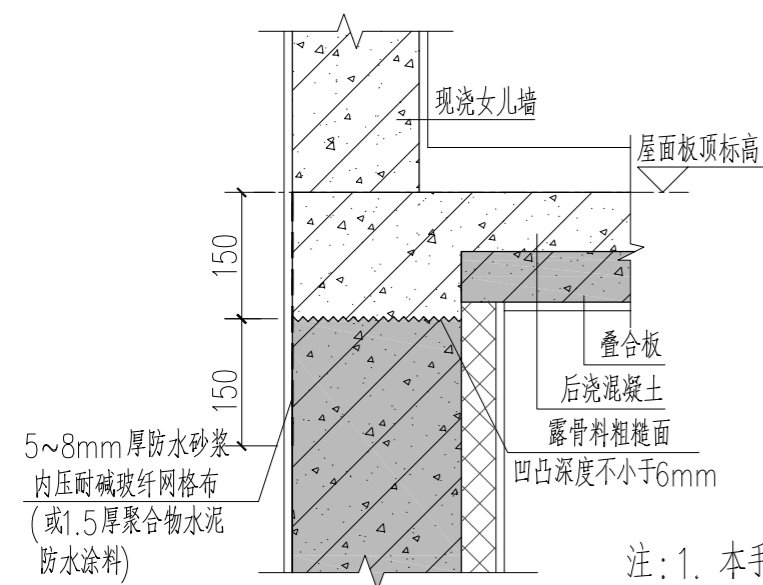 现浇女儿墙
屋面板顶标高
150
150
叠合板
后浇混凝土
露骨料粗糙面
凹凸深度不小于6mm
5~8mm厚防水砂浆
内压耐碱玻纤网格布
(或1.5厚聚合物水泥
防水涂料)
注:1. 本手